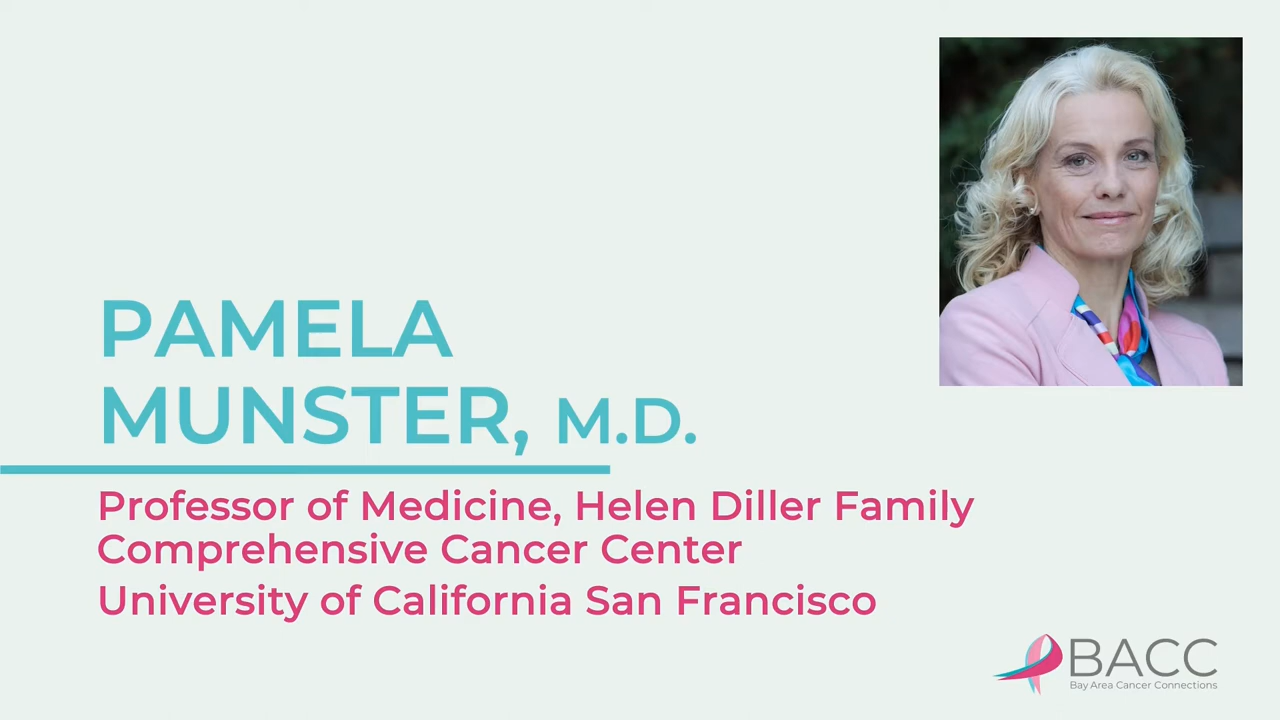 PAMELA
MUNSTER, M.D.
Professor of Medicine, Helen Diller Family
Comprehensive Cancer Center
University of California San Francisco
BACC
Bay Area Cancer Connections